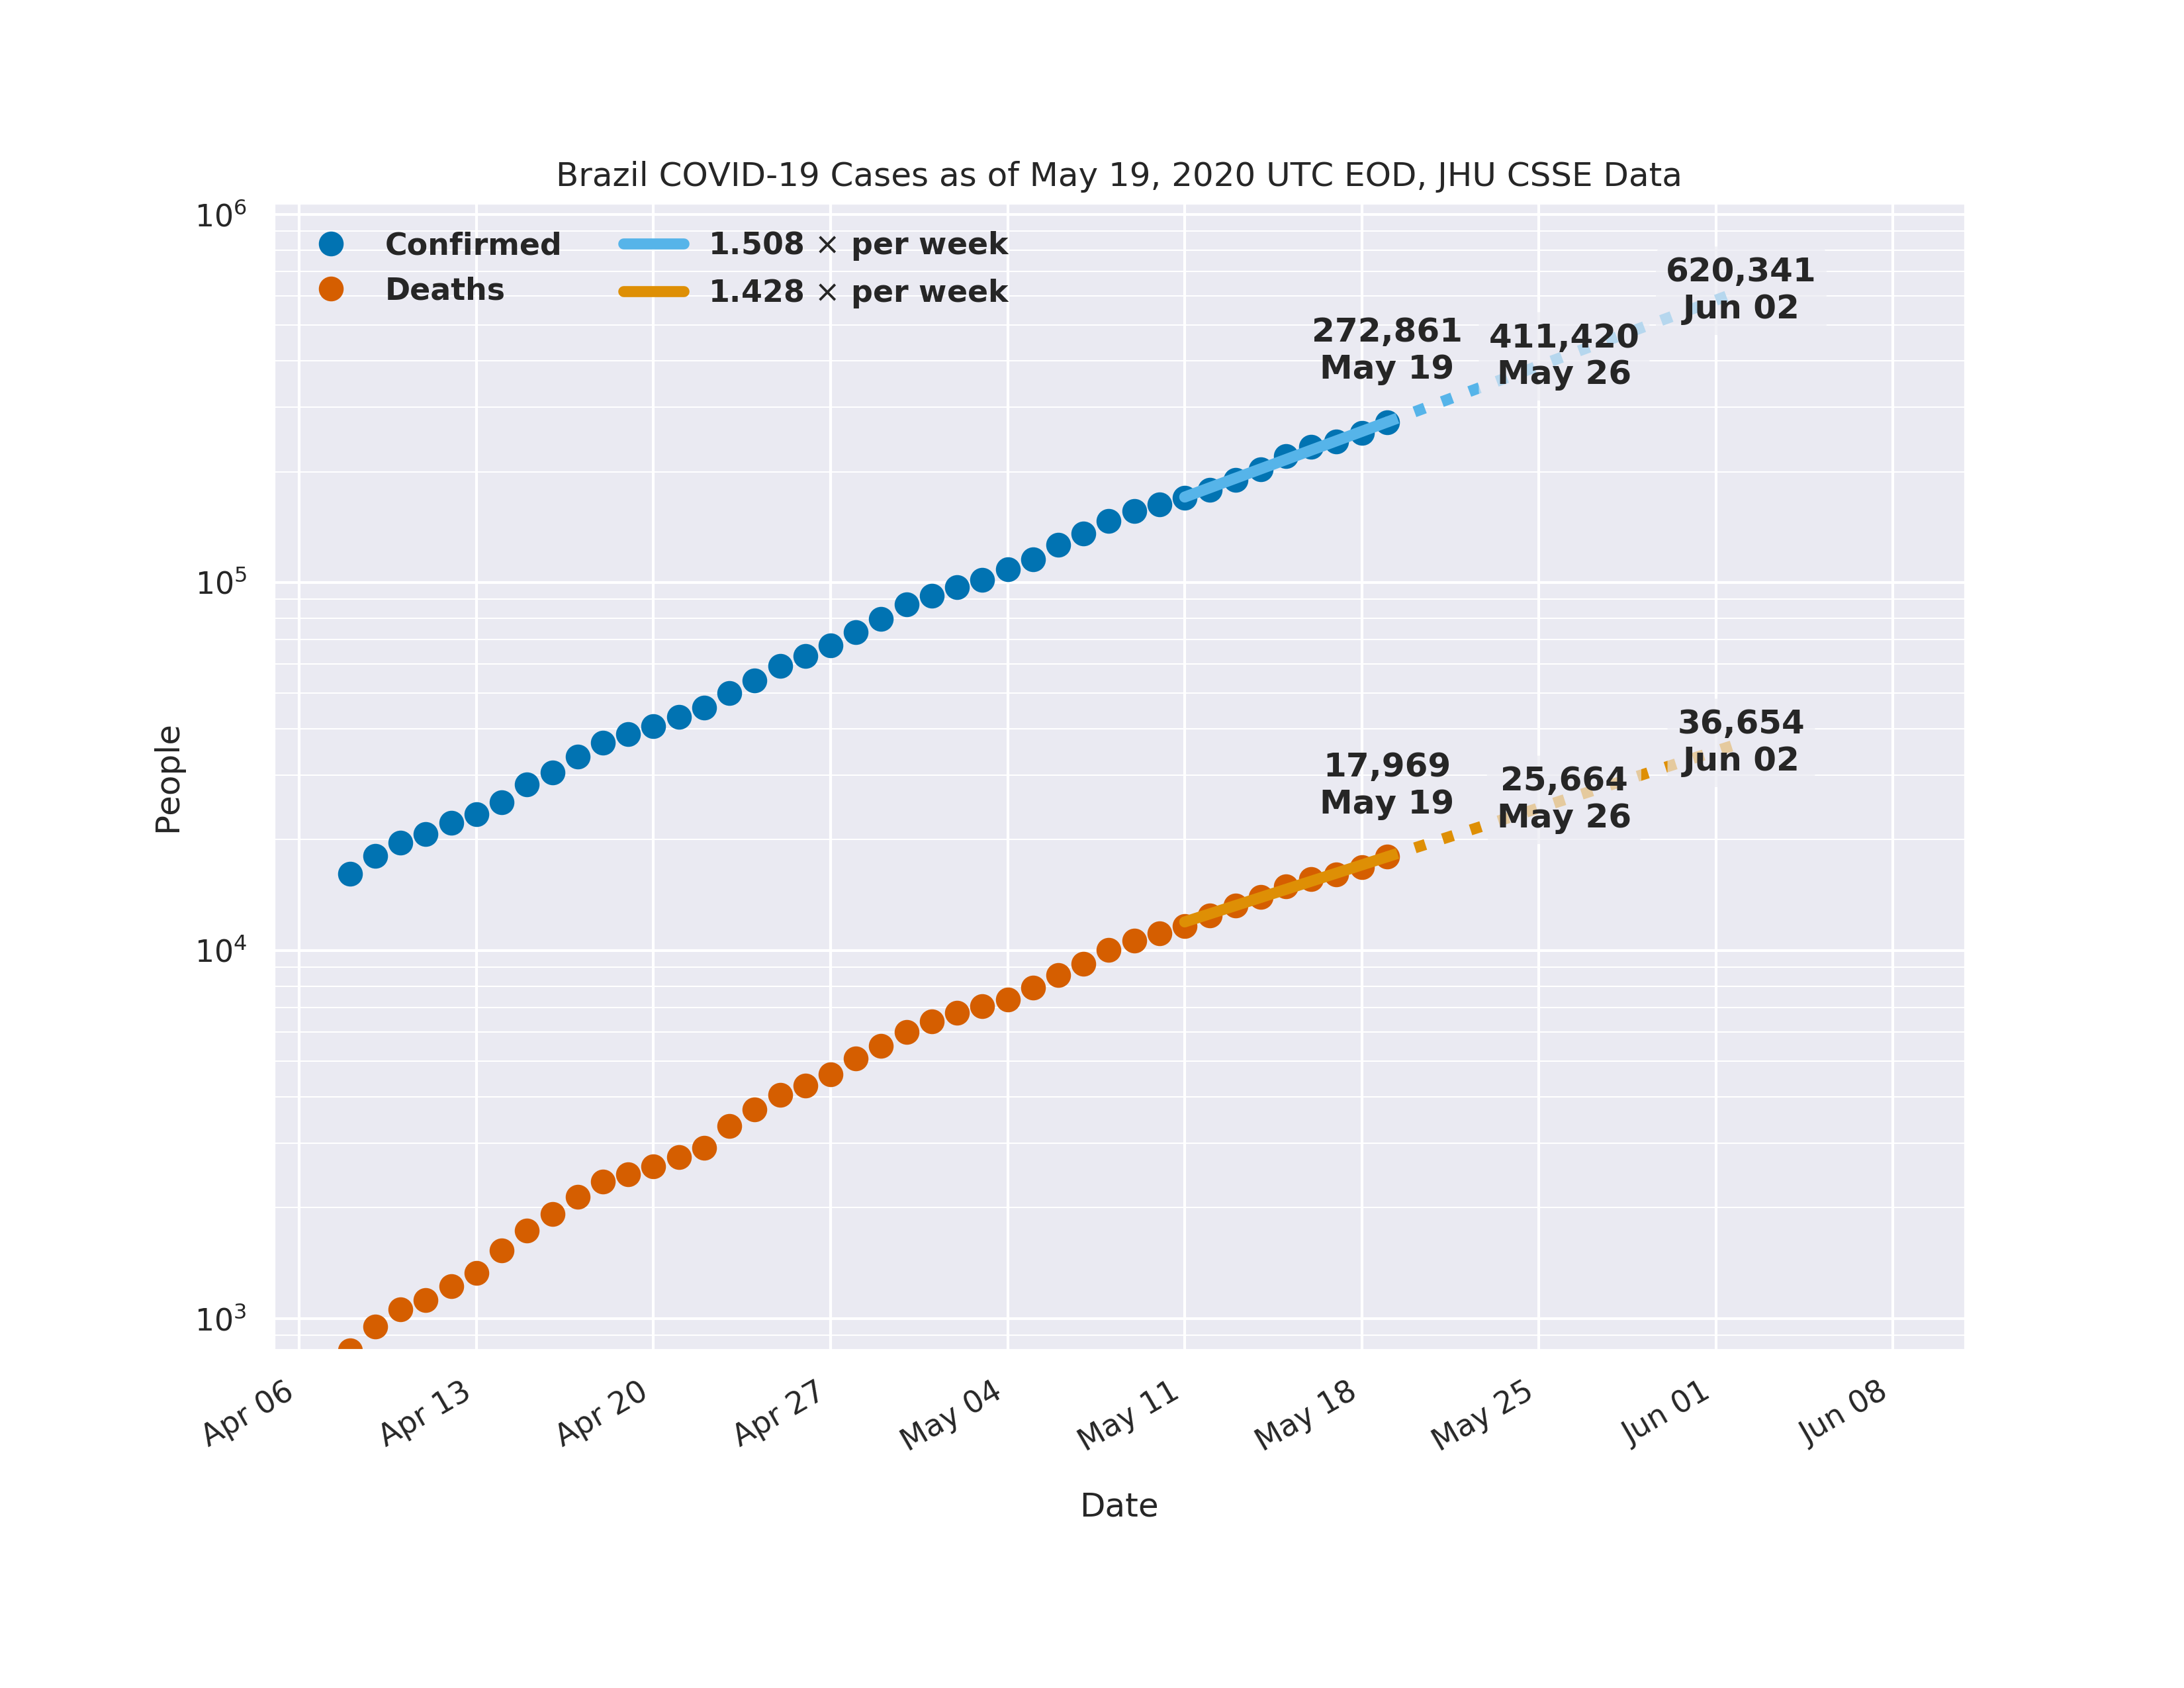 Brazil COVID-19 Cases as of May 19, 2020 UTC EOD, JHU CSSE Data
Confirmed
Deaths
1.508 × per week
1.428 × per week
620,341
Jun 02
272,861
May 19
411,420
May 26
36,654
Jun 02
17,969
May 19
25,664
May 26
People
10⁶
10⁵
10⁴
10³
Apr 06
Apr 13
Apr 20
Apr 27
May 04
May 11
May 18
May 25
Jun 01
Jun 08
Date